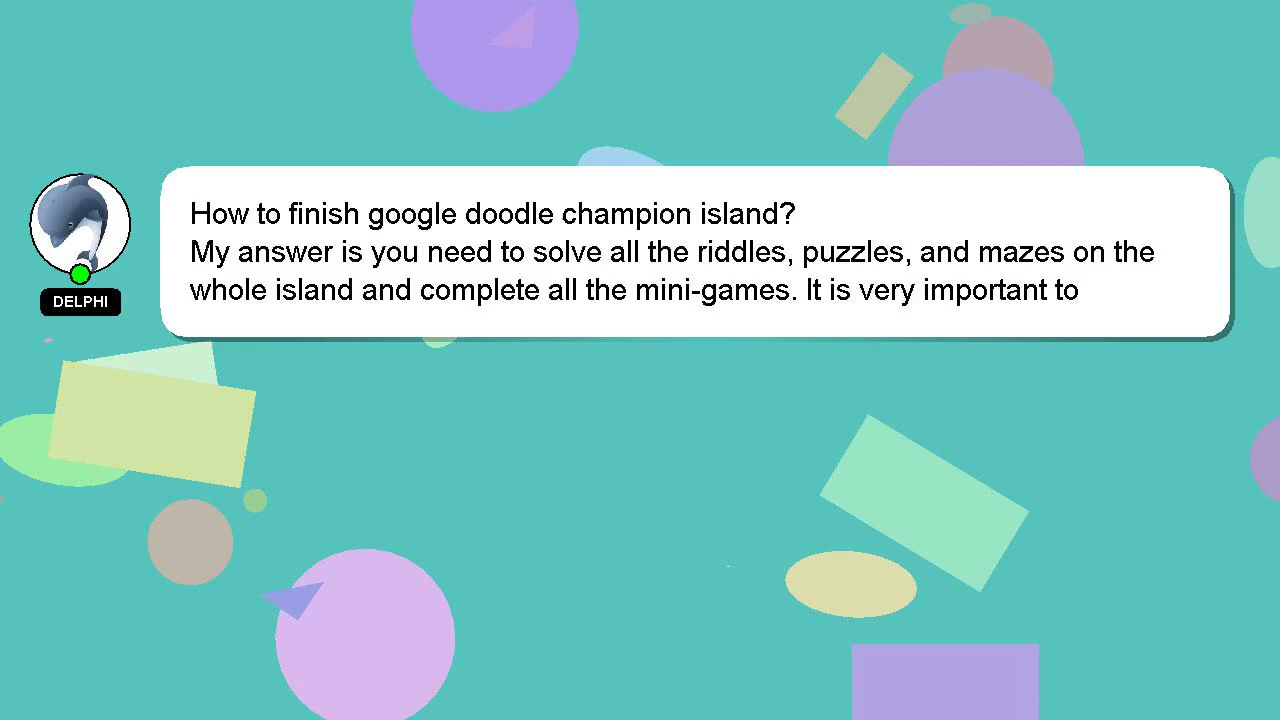 How to finish google doodle champion island?
My answer is you need to solve all the riddles, puzzles, and mazes on the
whole island and complete all the mini-games. It is very important to
DELPHI